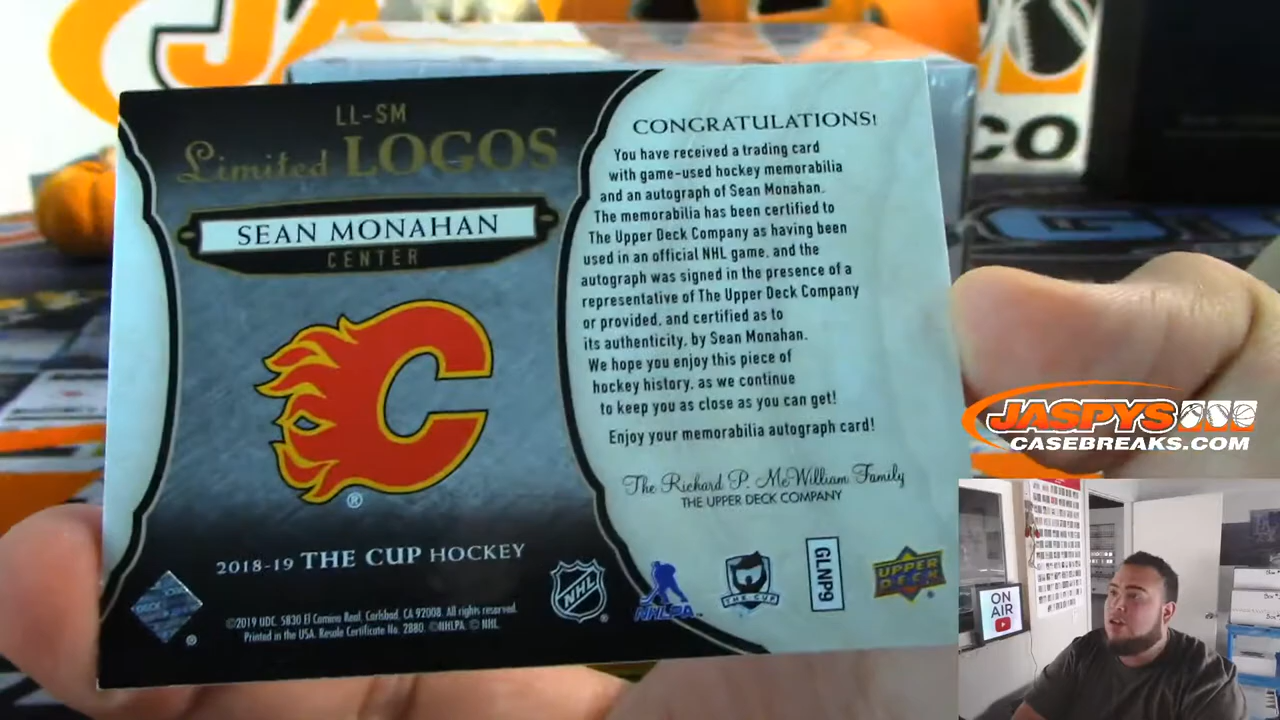 LL-SM
Limited LOGOS
SEAN MONAHAN
CENTER
2018-19 THE CUP HOCKEY
©2019 UDC. 5830 El Camino Real, Carlsbad, CA 92008. All rights reserved.
Printed in the USA. Resale Certificate No. 2880. ©NHLPA. © NHL.
CONGRATULATIONS!
You have received a trading card
with game-used hockey memorabilia
and an autograph of Sean Monahan.
The memorabilia has been certified to
The Upper Deck Company as having been
used in an official NHL game, and the
autograph was signed in the presence of a
representative of The Upper Deck Company
or provided, and certified as to
its authenticity, by Sean Monahan.
We hope you enjoy this piece of
hockey history, as we continue
to keep you as close as you can get!
Enjoy your memorabilia autograph card!
The Richard P. McWilliam Family
THE UPPER DECK COMPANY
NHL
NHLPA
THE CUP
GLNP9
UPPER DECK
JA
CO
JASPYS
CASEBREAKS.COM
ON
AIR